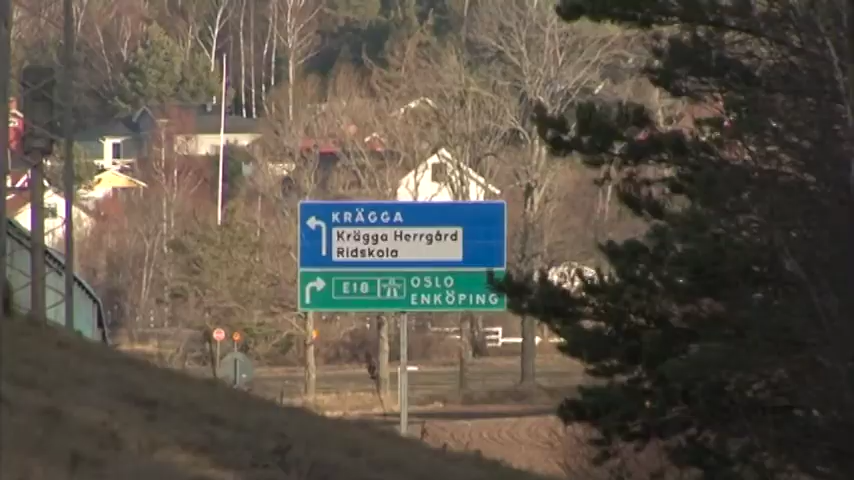 KRÄGGA
Krägga Herrgård
Ridskola
E18 OSLO
ENKÖPING